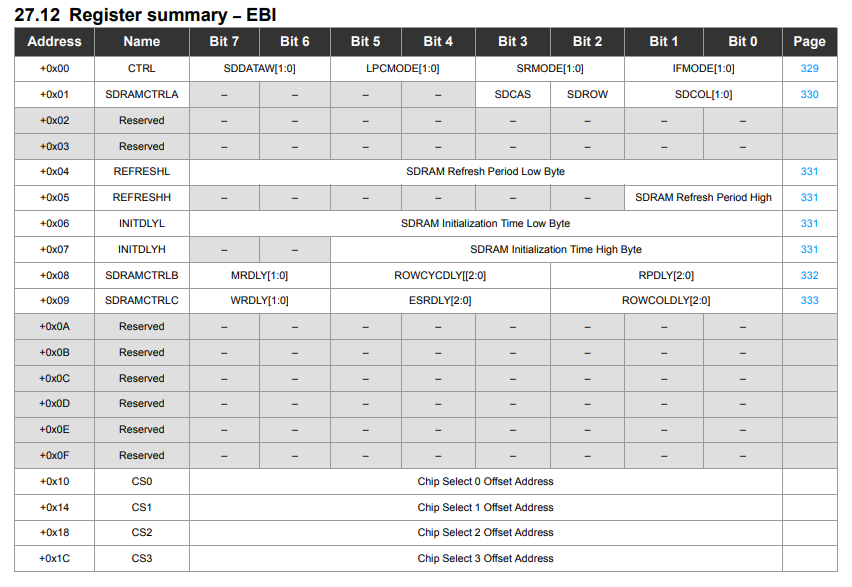 27.12 Register summary – EBI
Address Name Bit 7 Bit 6 Bit 5 Bit 4 Bit 3 Bit 2 Bit 1 Bit 0 Page
+0x00 CTRL SDDATAW[1:0] LPCMODE[1:0] SRMODE[1:0] IFMODE[1:0] 329
+0x01 SDRAMCTRLA – – – – SDCAS SDROW SDCOL[1:0] 330
+0x02 Reserved – – – – – – – –
+0x03 Reserved – – – – – – – –
+0x04 REFRESHL SDRAM Refresh Period Low Byte 331
+0x05 REFRESHH – – – – – – SDRAM Refresh Period High 331
+0x06 INITDLYL SDRAM Initialization Time Low Byte 331
+0x07 INITDLYH – – SDRAM Initialization Time High Byte 331
+0x08 SDRAMCTRLB MRDLY[1:0] ROWCYCDLY[[2:0] RPDLY[2:0] 332
+0x09 SDRAMCTRLC WRDLY[1:0] ESRDLY[2:0] ROWCOLDLY[2:0] 333
+0x0A Reserved – – – – – – – –
+0x0B Reserved – – – – – – – –
+0x0C Reserved – – – – – – – –
+0x0D Reserved – – – – – – – –
+0x0E Reserved – – – – – – – –
+0x0F Reserved – – – – – – – –
+0x10 CS0 Chip Select 0 Offset Address
+0x14 CS1 Chip Select 1 Offset Address
+0x18 CS2 Chip Select 2 Offset Address
+0x1C CS3 Chip Select 3 Offset Address